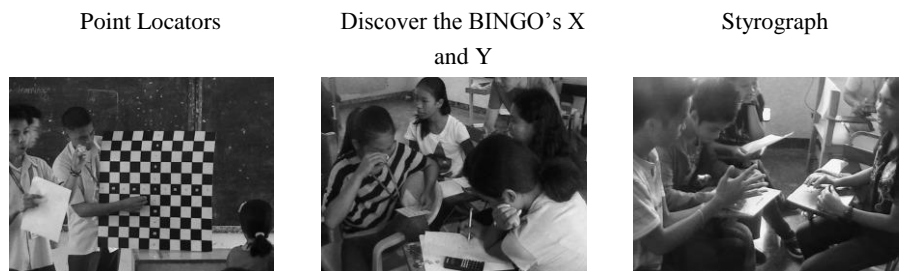 Point Locators
Discover the BINGO's X
and Y
Styrograph